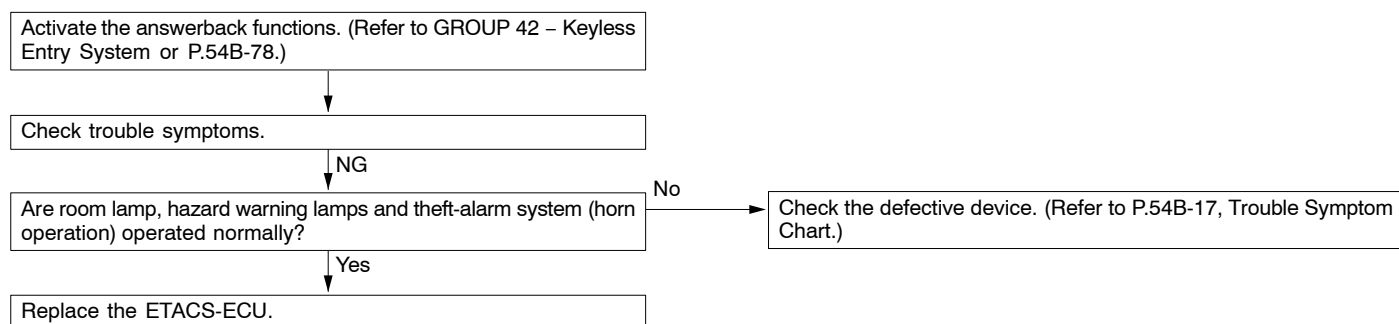 Activate the answerback functions. (Refer to GROUP 42 – Keyless
Entry System or P.54B-78.)
Check trouble symptoms.
NG
Are room lamp, hazard warning lamps and theft-alarm system (horn
operation) operated normally?
No
Check the defective device. (Refer to P.54B-17, Trouble Symptom
Chart.)
Yes
Replace the ETACS-ECU.